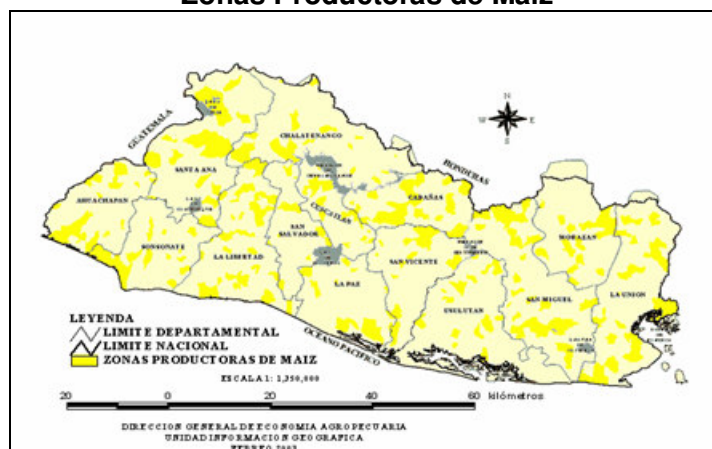 Zonas Productoras de Maiz
N
W E
S
GUATEMALA
HONDURAS
CHALATENANGO
SANTA ANA
AHUACHAPAN
CUSCATLAN
CABAÑAS
SAN
SALVADOR
SONSONATE
LA LIBERTAD
SAN VICENTE
MORAZAN
LA PAZ
USULUTAN
SAN MIGUEL
LA UNION
OCEANO PACIFICO
LEYENDA
LIMITE DEPARTAMENTAL
LIMITE NACIONAL
ZONAS PRODUCTORAS DE MAIZ
ESCALA 1: 1,350,000
20 0 20 40 60 kilómetros
DIRECCION GENERAL DE ECONOMIA AGROPECUARIA
UNIDAD INFORMACION GEOGRAFICA